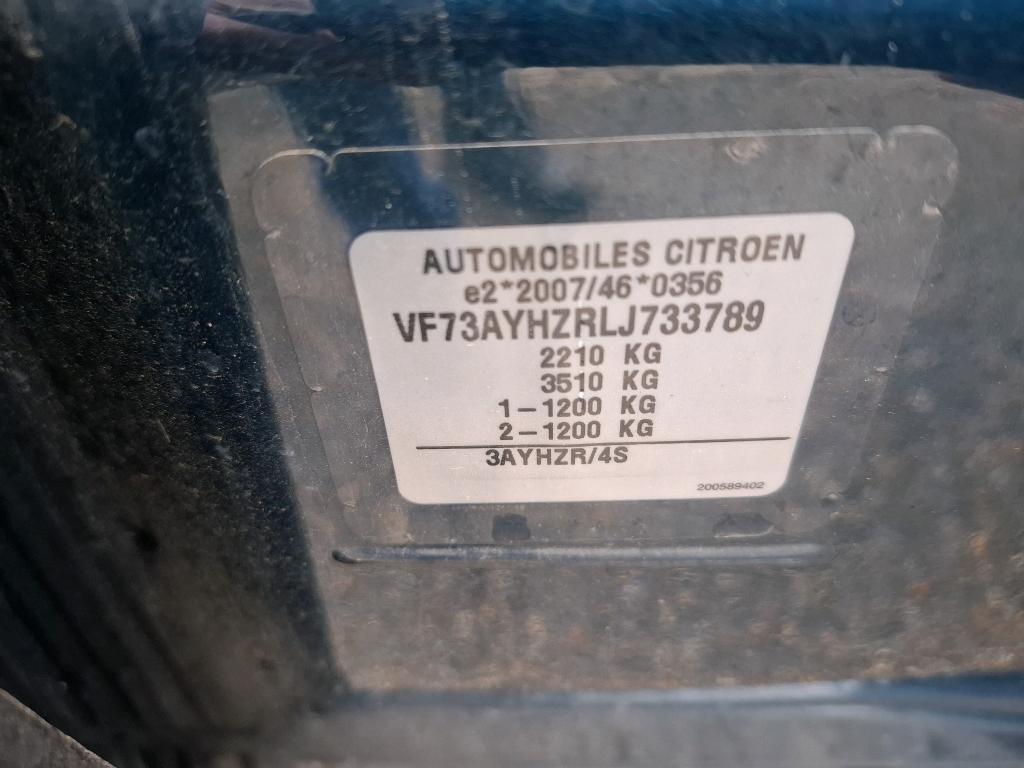 AUTOMOBILES CITROEN
e2*2007/46*0356
VF73AYHZRLJ733789
2210 KG
3510 KG
1-1200 KG
2-1200 KG
3AYHZR/4S
200589402